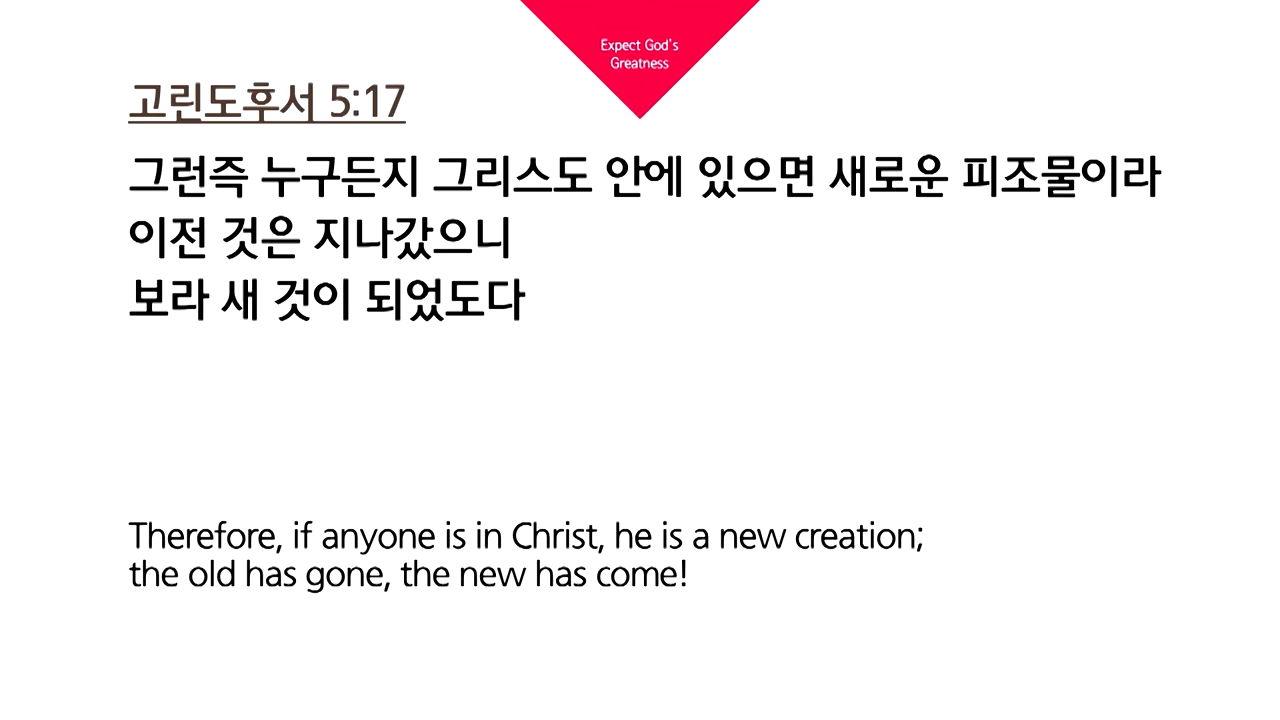 Expect God's
Greatness
고린도후서 5:17
그런즉 누구든지 그리스도 안에 있으면 새로운 피조물이라
이전 것은 지나갔으니
보라 새 것이 되었도다
Therefore, if anyone is in Christ, he is a new creation;
the old has gone, the new has come!